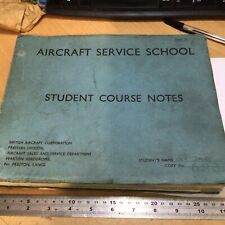 AIRCRAFT SERVICE SCHOOL
STUDENT COURSE NOTES
BRITISH AIRCRAFT CORPORATION
PRESTON DIVISION
AIRCRAFT SALES AND SERVICE DEPARTMENT
WARTON AERODROME
Nr. PRESTON, LANCS
STUDENT'S NAME
COPY No.